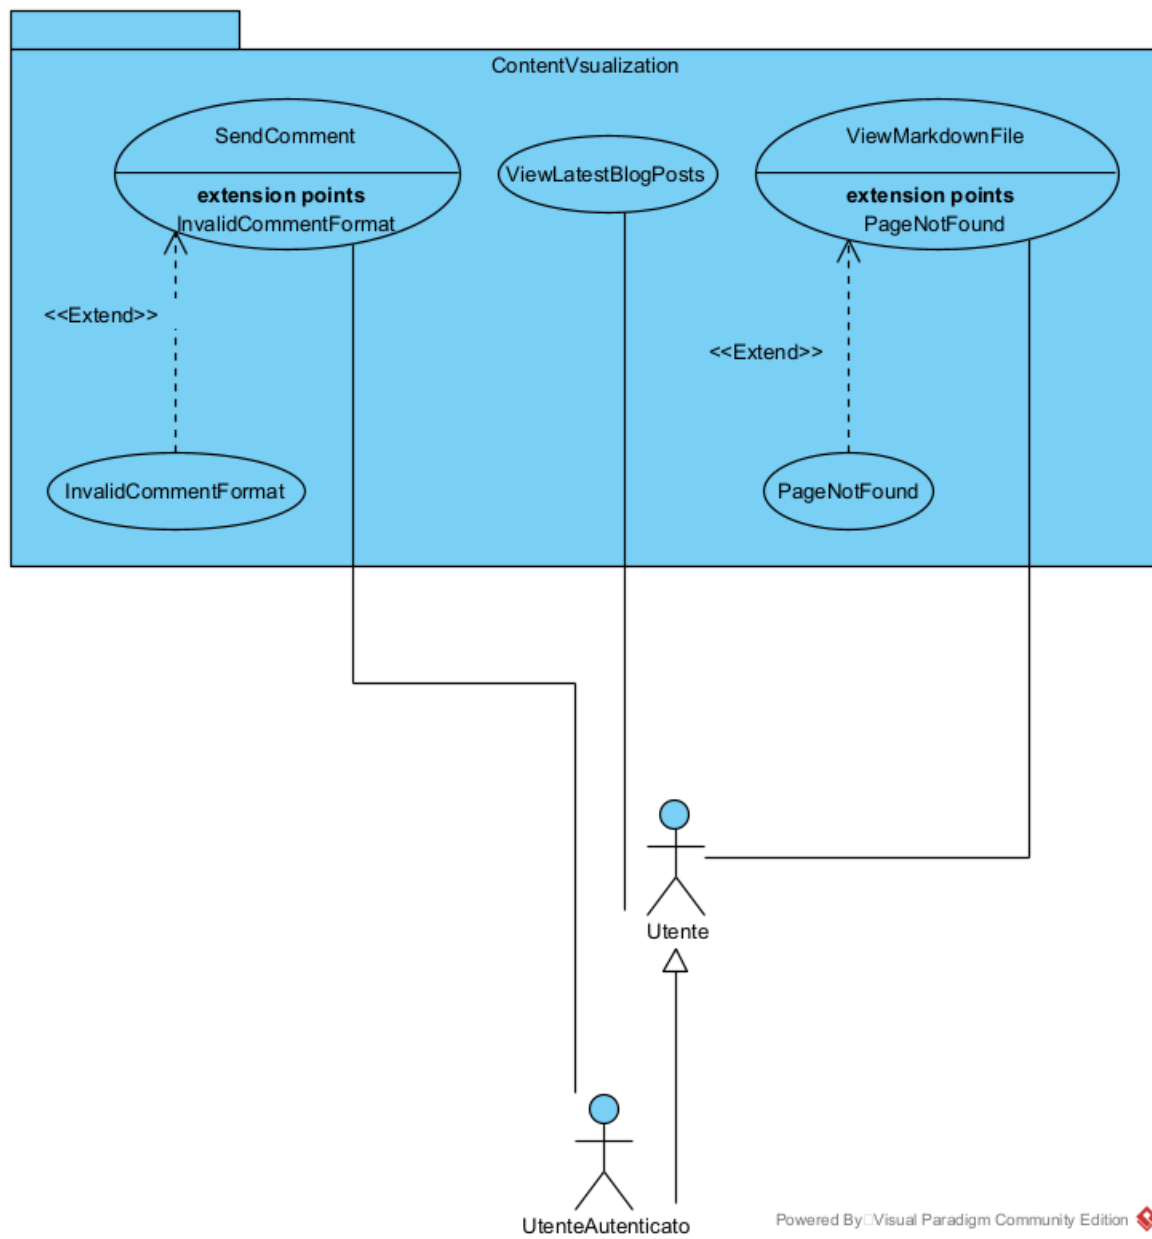 ContentVsualization
SendComment
extension points
InvalidCommentFormat
ViewLatestBlogPosts
ViewMarkdownFile
extension points
PageNotFound
<<Extend>>
<<Extend>>
InvalidCommentFormat
PageNotFound
Utente
UtenteAutenticato
Powered By□Visual Paradigm Community Edition